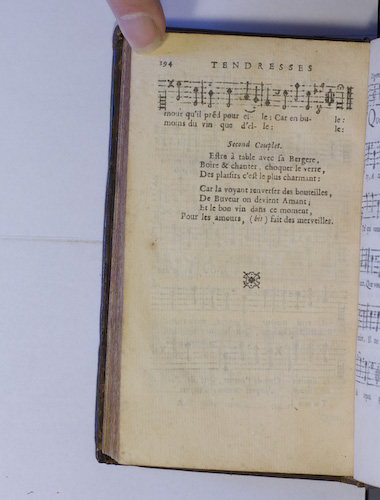 194 TENDRESSES
mour qu'il prēd pour el- le: Car en bu- le:
moins du vin que d'el- le; le:
Second Couplet.
Estre à table avec sa Bergere,
Boire & chanter, choquer le verre,
Des plaisirs c'est le plus charmant:
Car la voyant renverser des bouteilles,
De Buveur on devient Amant;
Et le bon vin dans ce moment,
Pour les amours, (bis) fait des merveilles.